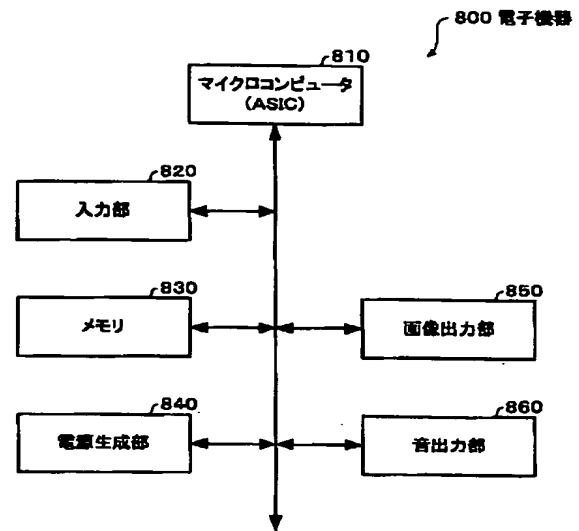 800 電子機器
810
マイクロコンピュータ
(ASIC)
820
入力部
830
メモリ
850
画像出力部
840
電源生成部
860
音出力部